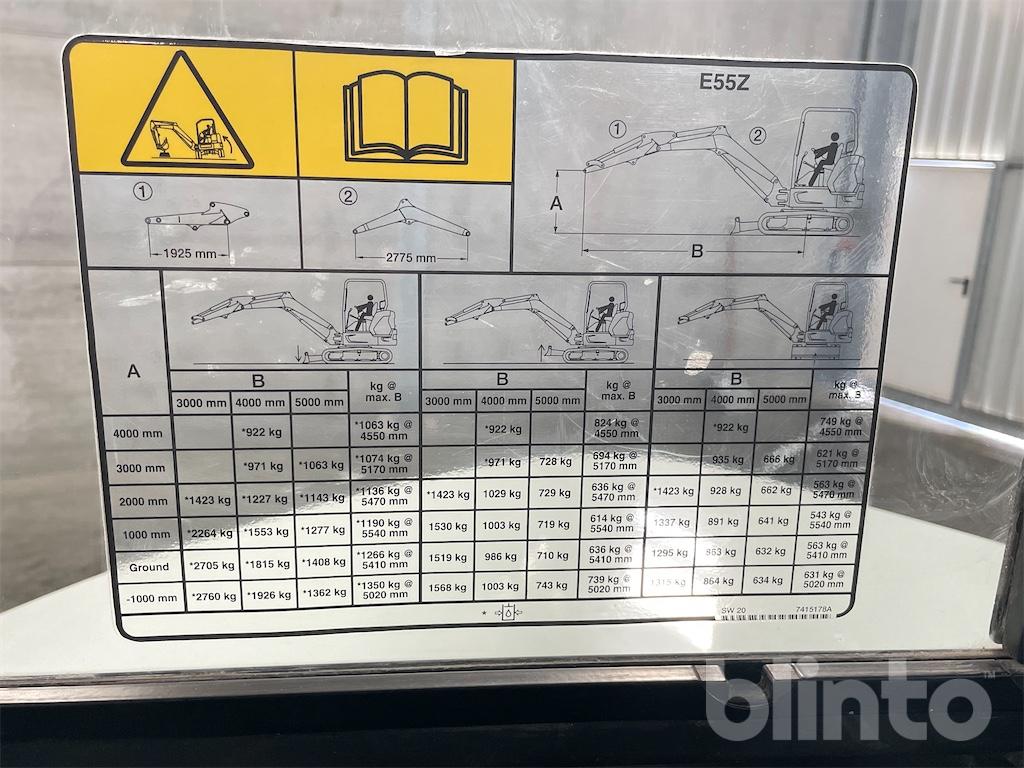 E55Z
1
2
1
2
1925 mm
2775 mm
A
B
A
B
B
B
3000 mm 4000 mm 5000 mm kg @ max. B 3000 mm 4000 mm 5000 mm kg @ max. B 3000 mm 4000 mm 5000 mm kg @ max. B
4000 mm *922 kg *1063 kg @ 4550 mm *922 kg 824 kg @ 4550 mm *922 kg 749 kg @ 4550 mm
3000 mm *971 kg *1063 kg *1074 kg @ 5170 mm *971 kg 728 kg 694 kg @ 5170 mm 935 kg 666 kg 621 kg @ 5170 mm
2000 mm *1423 kg *1227 kg *1143 kg *1136 kg @ 5470 mm *1423 kg 1029 kg 729 kg 636 kg @ 5470 mm *1423 kg 928 kg 662 kg 563 kg @ 5470 mm
1000 mm *2264 kg *1553 kg *1277 kg *1190 kg @ 5540 mm 1530 kg 1003 kg 719 kg 614 kg @ 5540 mm 1337 kg 891 kg 641 kg 543 kg @ 5540 mm
Ground *2705 kg *1815 kg *1408 kg *1266 kg @ 5410 mm 1519 kg 986 kg 710 kg 636 kg @ 5410 mm 1295 kg 863 kg 632 kg 563 kg @ 5410 mm
-1000 mm *2760 kg *1926 kg *1362 kg *1350 kg @ 5020 mm 1568 kg 1003 kg 743 kg 739 kg @ 5020 mm 1315 kg 864 kg 634 kg 631 kg @ 5020 mm
*
SW 20 7415178A
blinto™